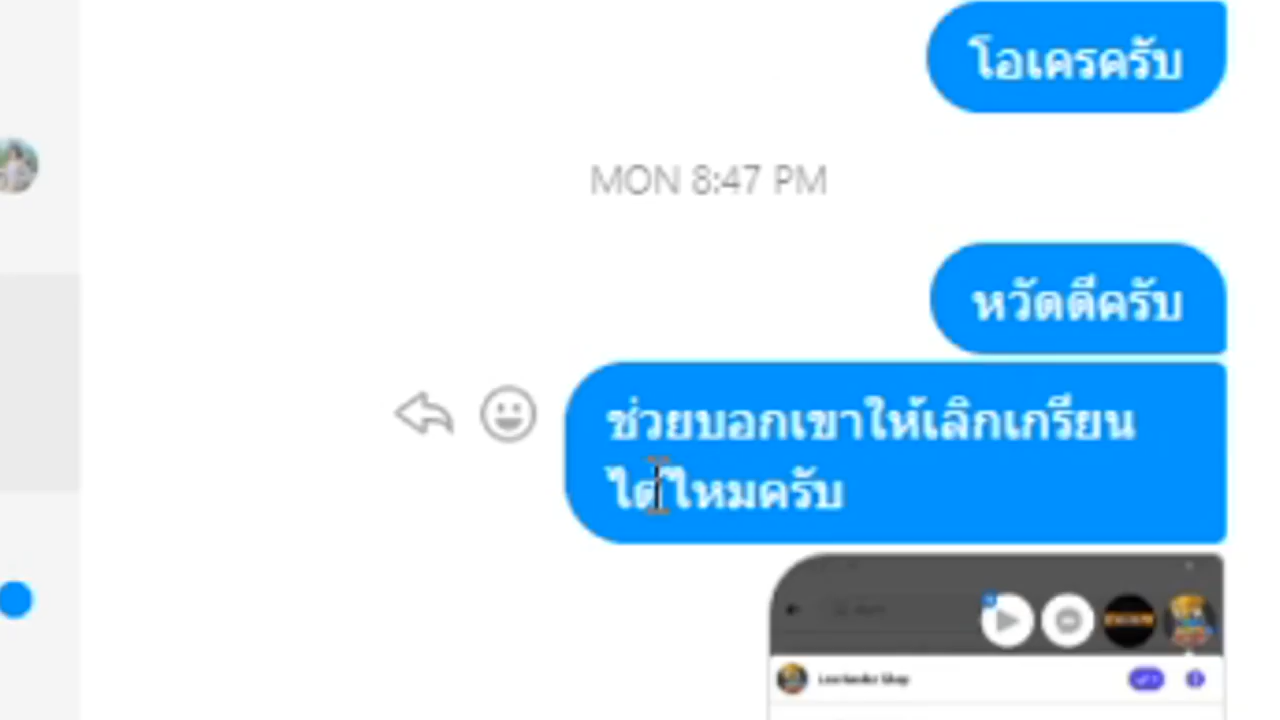 โอเครครับ
MON 8:47 PM
หวัดดีครับ
ช่วยบอกเขาให้เลิกเกรียน
ได้ไหมครับ